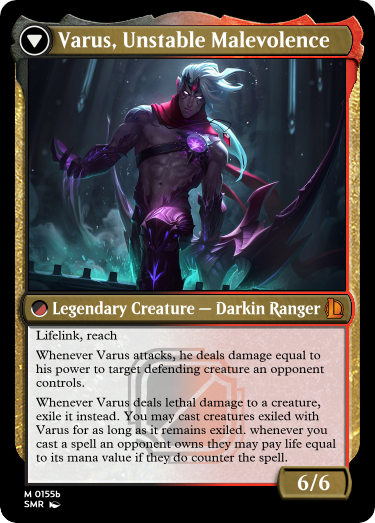 Varus, Unstable Malevolence
Legendary Creature — Darkin Ranger
Lifelink, reach
Whenever Varus attacks, he deals damage equal to
his power to target defending creature an opponent
controls.
Whenever Varus deals lethal damage to a creature,
exile it instead. You may cast creatures exiled with
Varus for as long as it remains exiled. whenever you
cast a spell an opponent owns they may pay life equal
to its mana value if they do counter the spell.
6/6
M 0155b
SMR